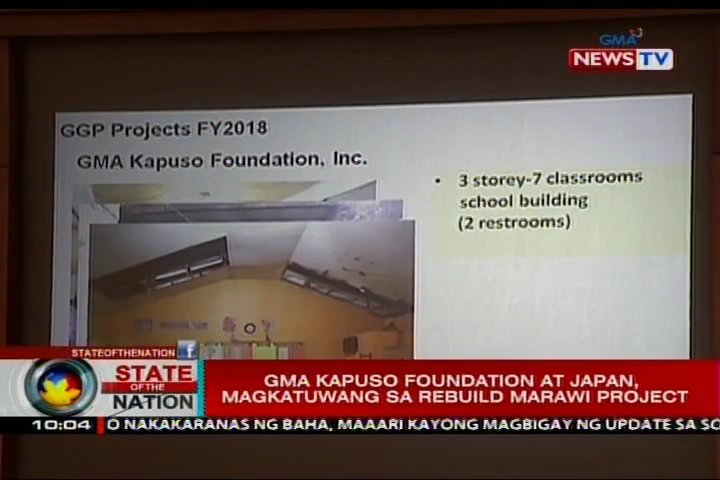 GMA
NEWS TV
GGP Projects FY2018
GMA Kapuso Foundation, Inc.
• 3 storey-7 classrooms
school building
(2 restrooms)
STATEOFTHENATION f
STATE
OF THE
NATION
GMA KAPUSO FOUNDATION AT JAPAN,
MAGKATUWANG SA REBUILD MARAWI PROJECT
10:04 O NAKAKARANAS NG BAHA, MAAARI KAYONG MAGBIGAY NG UPDATE SA SO